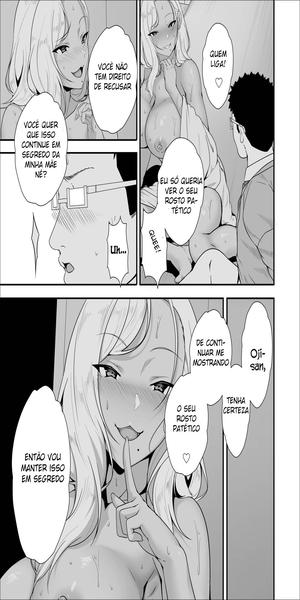 QUEM
LIGA!
♡
EU SÓ QUERIA
VER O SEU
ROSTO PA-
TÉTICO
QUEE!
VOCÊ NÃO
TEM DIREITO
DE RECUSAR
VOCÊ QUER
QUE ISSO
CONTINUE EM
SEGREDO DA
MINHA MÃE
NÉ?
Uh...
Oji-
san,
TENHA
CERTEZA
DE CONTI-
NUAR ME
MOSTRANDO
O SEU
ROSTO
PATÉTICO
♡
ENTÃO VOU
MANTER ISSO
EM SEGREDO